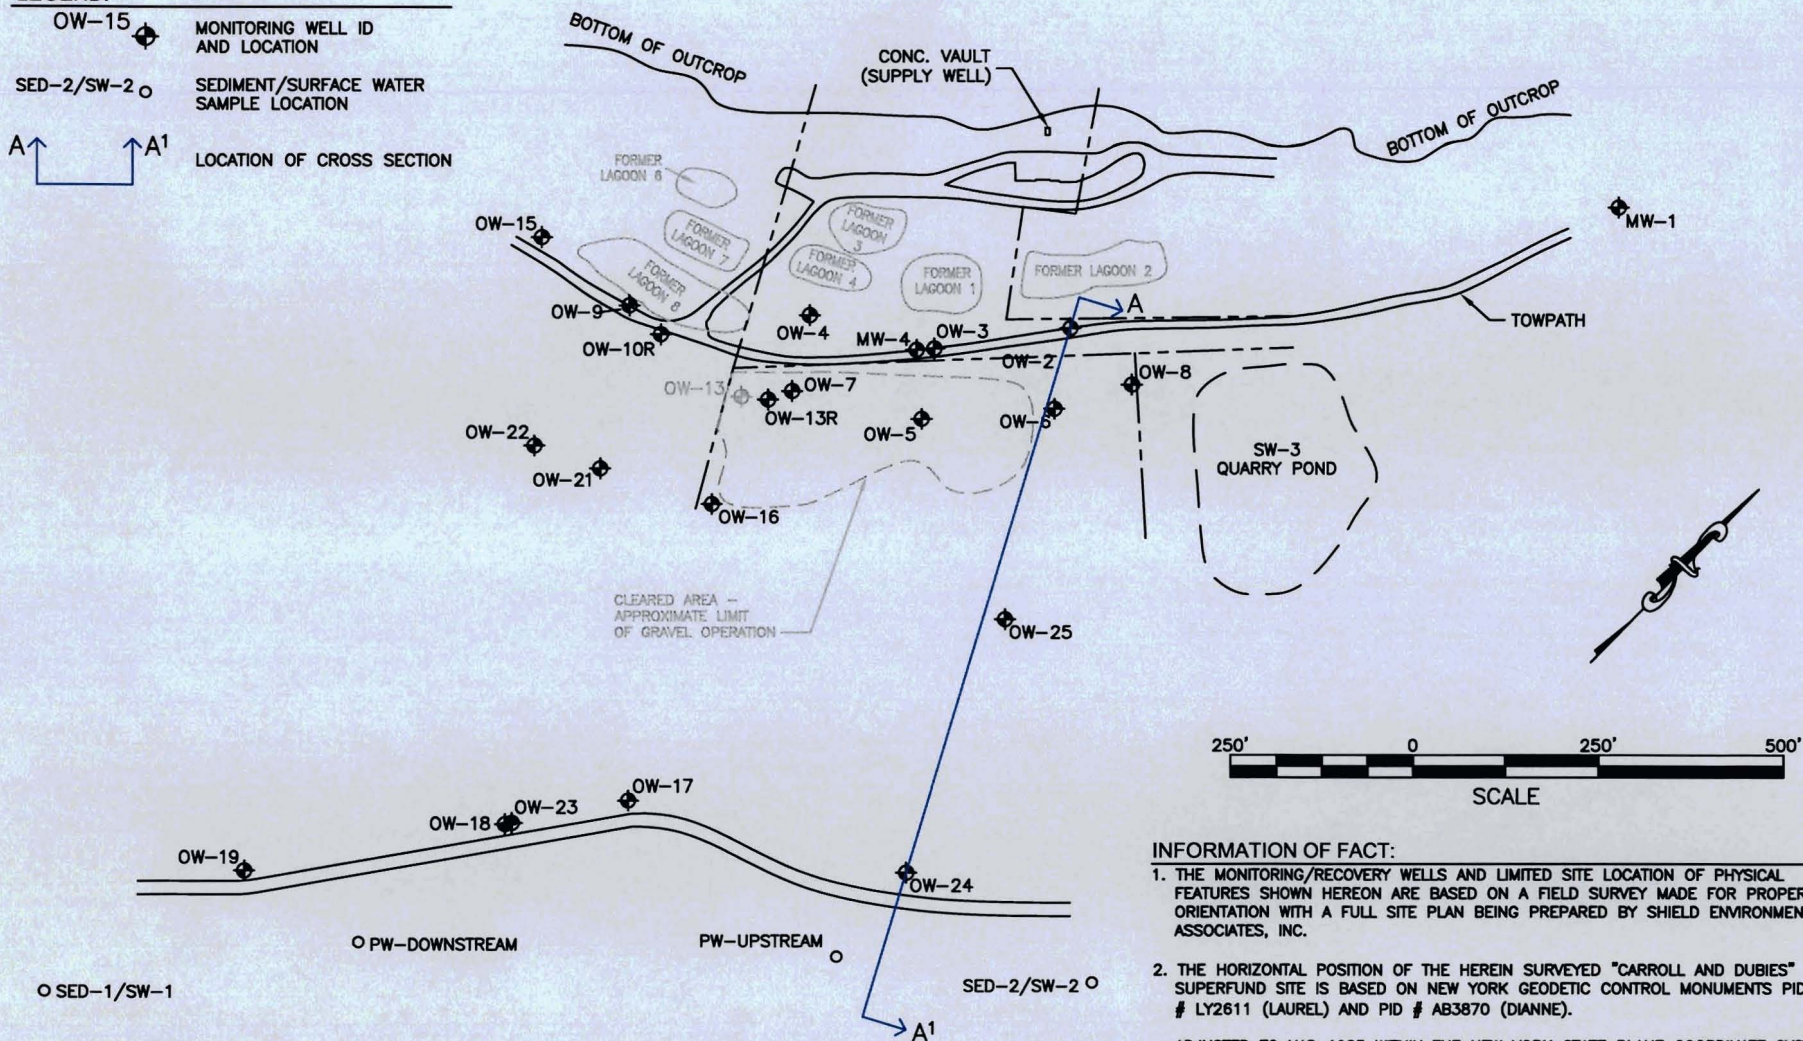 OW-15
MONITORING WELL ID
AND LOCATION
SED-2/SW-2
SEDIMENT/SURFACE WATER
SAMPLE LOCATION
A A¹
LOCATION OF CROSS SECTION
BOTTOM OF OUTCROP
CONC. VAULT
(SUPPLY WELL)
BOTTOM OF OUTCROP
FORMER
LAGOON 6
OW-15
FORMER
LAGOON 7
FORMER
LAGOON
3
FORMER
LAGOON 4
FORMER
LAGOON 8
FORMER
LAGOON 1
FORMER LAGOON 2
MW-1
A
OW-9
OW-10R
OW-4
MW-4
OW-3
OW-2
TOWPATH
OW-8
OW-13
OW-7
OW-13R
OW-5
OW-6
OW-22
OW-21
OW-16
SW-3
QUARRY POND
CLEARED AREA -
APPROXIMATE LIMIT
OF GRAVEL OPERATION
OW-25
250' 0 250' 500'
SCALE
OW-17
OW-18
OW-23
OW-19
OW-24
PW-DOWNSTREAM
PW-UPSTREAM
SED-1/SW-1
SED-2/SW-2
A¹
INFORMATION OF FACT:
1. THE MONITORING/RECOVERY WELLS AND LIMITED SITE LOCATION OF PHYSICAL
FEATURES SHOWN HEREON ARE BASED ON A FIELD SURVEY MADE FOR PROPER
ORIENTATION WITH A FULL SITE PLAN BEING PREPARED BY SHIELD
ASSOCIATES, INC.
2. THE HORIZONTAL POSITION OF THE HEREIN SURVEYED "CARROLL AND DUBIES"
SUPERFUND SITE IS BASED ON NEW YORK GEODETIC CONTROL MONUMENTS PID
# LY2611 (LAUREL) AND PID # AB3870 (DIANNE).